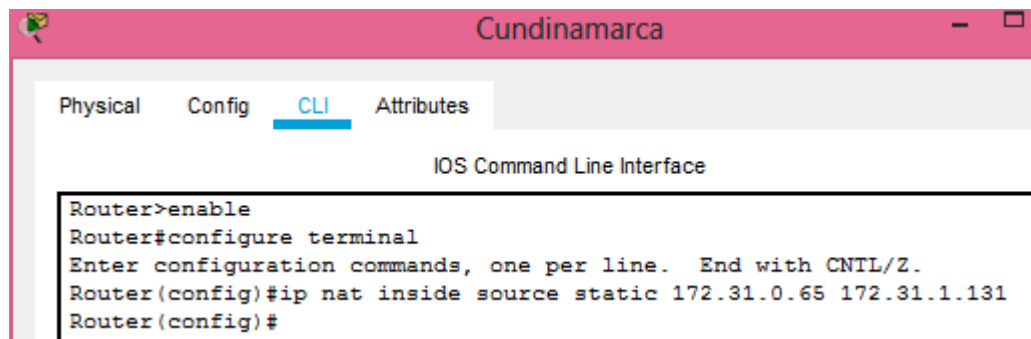 Cundinamarca
Physical Config CLI Attributes
IOS Command Line Interface
Router>enable
Router#configure terminal
Enter configuration commands, one per line.  End with CNTL/Z.
Router(config)#ip nat inside source static 172.31.0.65 172.31.1.131
Router(config)#